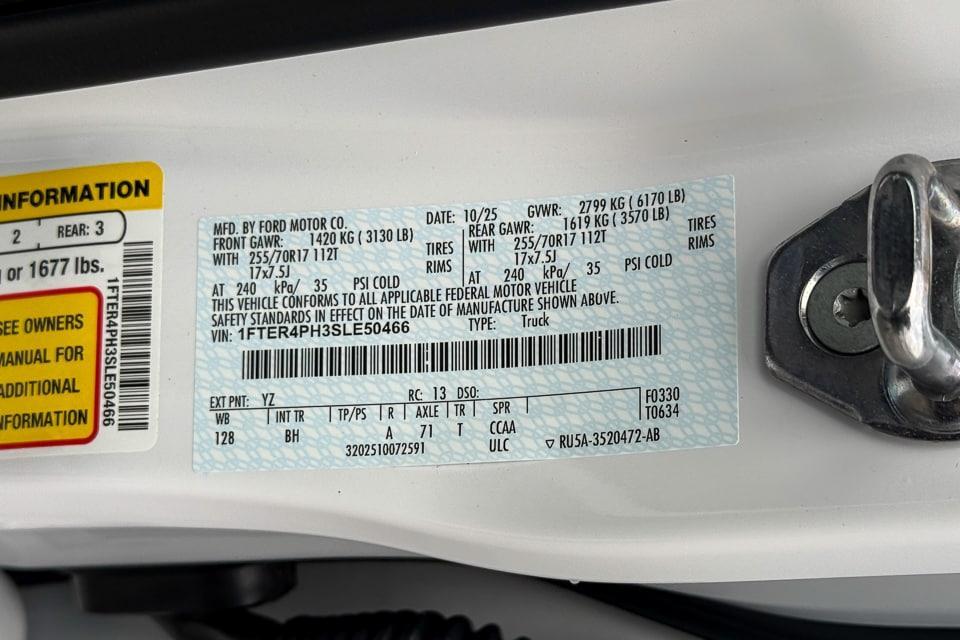 INFORMATION
2 REAR: 3
or 1677 lbs.
SEE OWNERS
MANUAL FOR
ADDITIONAL
INFORMATION
1FTER4PH3SLE50466
MFD. BY FORD MOTOR CO. DATE: 10/25 GVWR: 2799 KG ( 6170 LB)
FRONT GAWR: 1420 KG ( 3130 LB) REAR GAWR: 1619 KG ( 3570 LB)
WITH 255/70R17 112T TIRES WITH 255/70R17 112T TIRES
17x7.5J RIMS 17x7.5J RIMS
AT 240 kPa/ 35 PSI COLD AT 240 kPa/ 35 PSI COLD
THIS VEHICLE CONFORMS TO ALL APPLICABLE FEDERAL MOTOR VEHICLE
SAFETY STANDARDS IN EFFECT ON THE DATE OF MANUFACTURE SHOWN ABOVE.
VIN: 1FTER4PH3SLE50466 TYPE: Truck
EXT PNT: YZ RC: 13 DSO: F0330
WB INT TR TP/PS R AXLE TR SPR T0634
128 BH A 71 T CCAA
3202510072591 ULC ▽ RU5A-3520472-AB